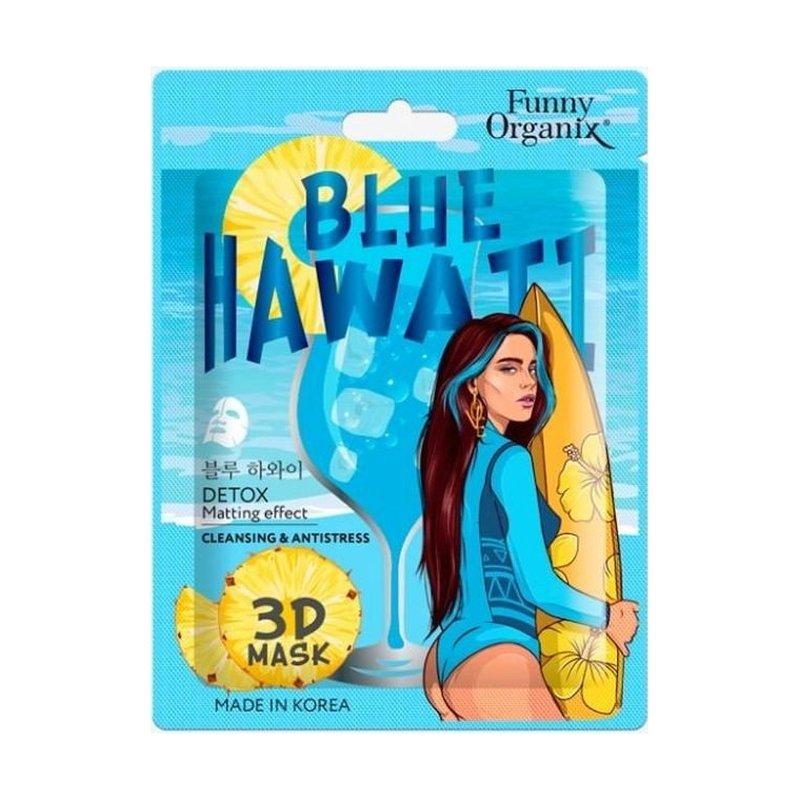 Funny
Organix®
BLUE
HAWAII
블루 하와이
DETOX
Matting effect
CLEANSING & ANTISTRESS
3D
MASK
MADE IN KOREA